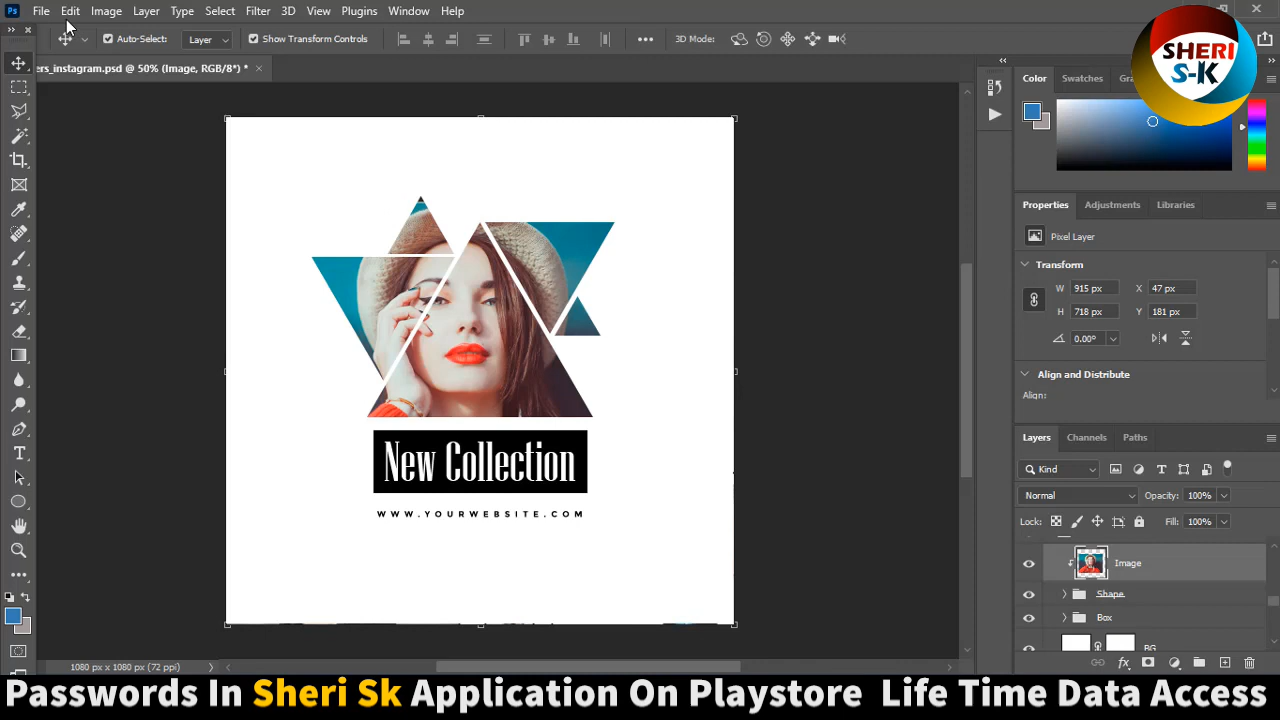 Ps File Edit Image Layer Type Select Filter 3D View Plugins Window Help
Auto-Select: Layer Show Transform Controls 3D Mode:
ers_instagram.psd @ 50% (Image, RGB/8*) *
SHERI
S-K
Color Swatches
Properties Adjustments Libraries
Pixel Layer
Transform
W 915 px X 47 px
H 718 px Y 181 px
0.00°
Align and Distribute
Align:
Layers Channels Paths
Kind
Normal Opacity: 100%
Lock: Fill: 100%
Image
Shape
Box
BG
New Collection
WWW.YOURWEBSITE.COM
1080 px x 1080 px (72 ppi)
Passwords In Sheri Sk Application On Playstore Life Time Data Access